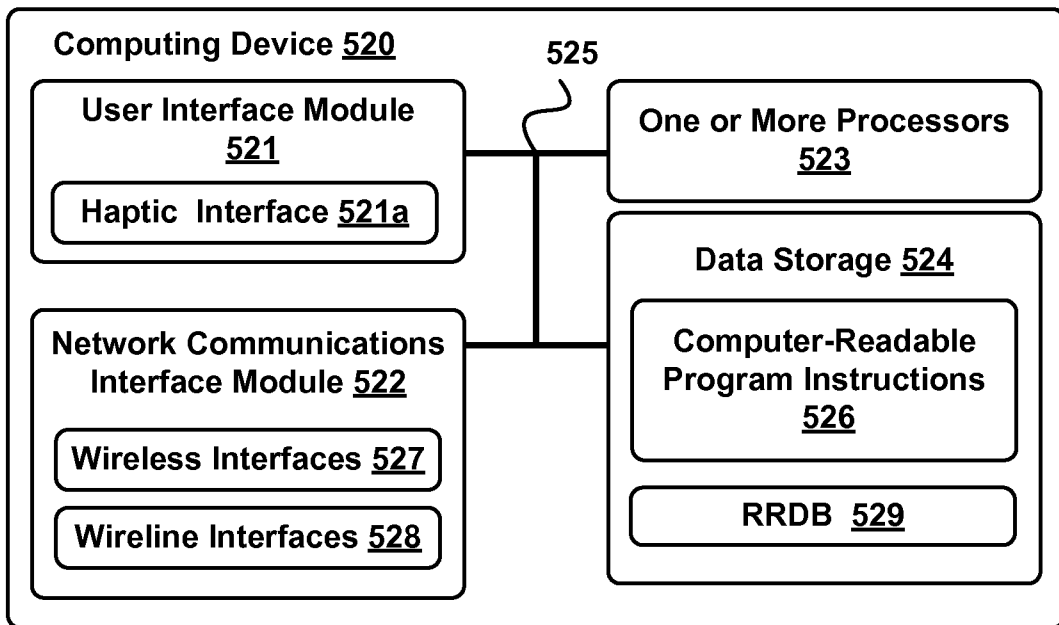 Computing Device 520
525
User Interface Module
521
Haptic Interface 521a
One or More Processors
523
Network Communications
Interface Module 522
Wireless Interfaces 527
Wireline Interfaces 528
Data Storage 524
Computer-Readable
Program Instructions
526
RRDB 529